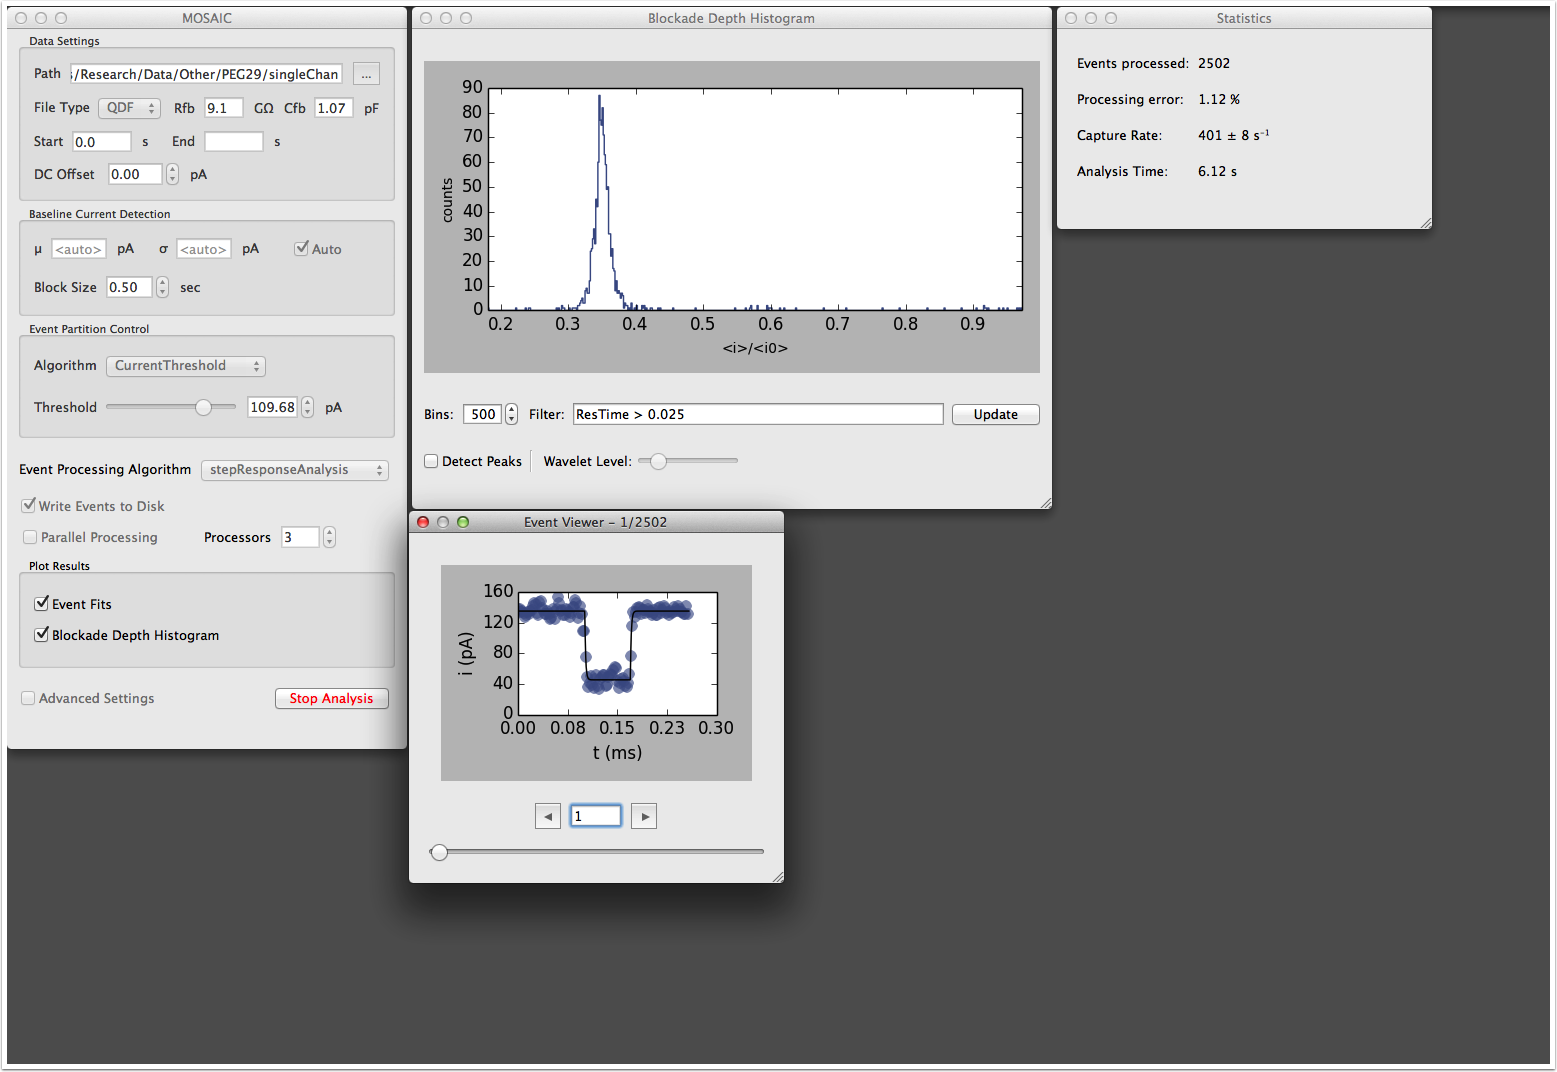 MOSAIC
Data Settings
Path :/Research/Data/Other/PEG29/singleChan ...
File Type QDF Rfb 9.1 GΩ Cfb 1.07 pF
Start 0.0 s End s
DC Offset 0.00 pA
Baseline Current Detection
μ <auto> pA σ <auto> pA Auto
Block Size 0.50 sec
Event Partition Control
Algorithm CurrentThreshold
Threshold 109.68 pA
Event Processing Algorithm stepResponseAnalysis
Write Events to Disk
Parallel Processing Processors 3
Plot Results
Event Fits
Blockade Depth Histogram
Advanced Settings Stop Analysis
Blockade Depth Histogram
90
80
70
60
50
40
30
20
10
0
counts
0.2 0.3 0.4 0.5 0.6 0.7 0.8 0.9
<i>/<i0>
Bins: 500 Filter: ResTime > 0.025 Update
Detect Peaks Wavelet Level:
Event Viewer - 1/2502
160
120
80
40
0
i (pA)
0.00 0.08 0.15 0.23 0.30
t (ms)
1
Statistics
Events processed: 2502
Processing error: 1.12 %
Capture Rate: 401 ± 8 s⁻¹
Analysis Time: 6.12 s